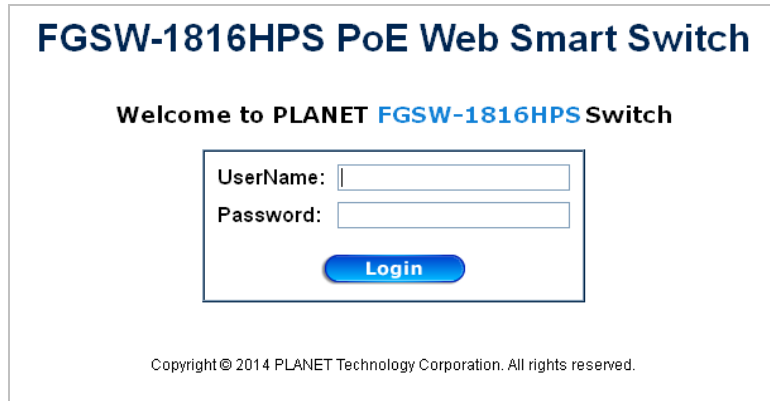 FGSW-1816HPS PoE Web Smart Switch
Welcome to PLANET FGSW-1816HPS Switch
UserName:
Password:
Login
Copyright © 2014 PLANET Technology Corporation. All rights reserved.